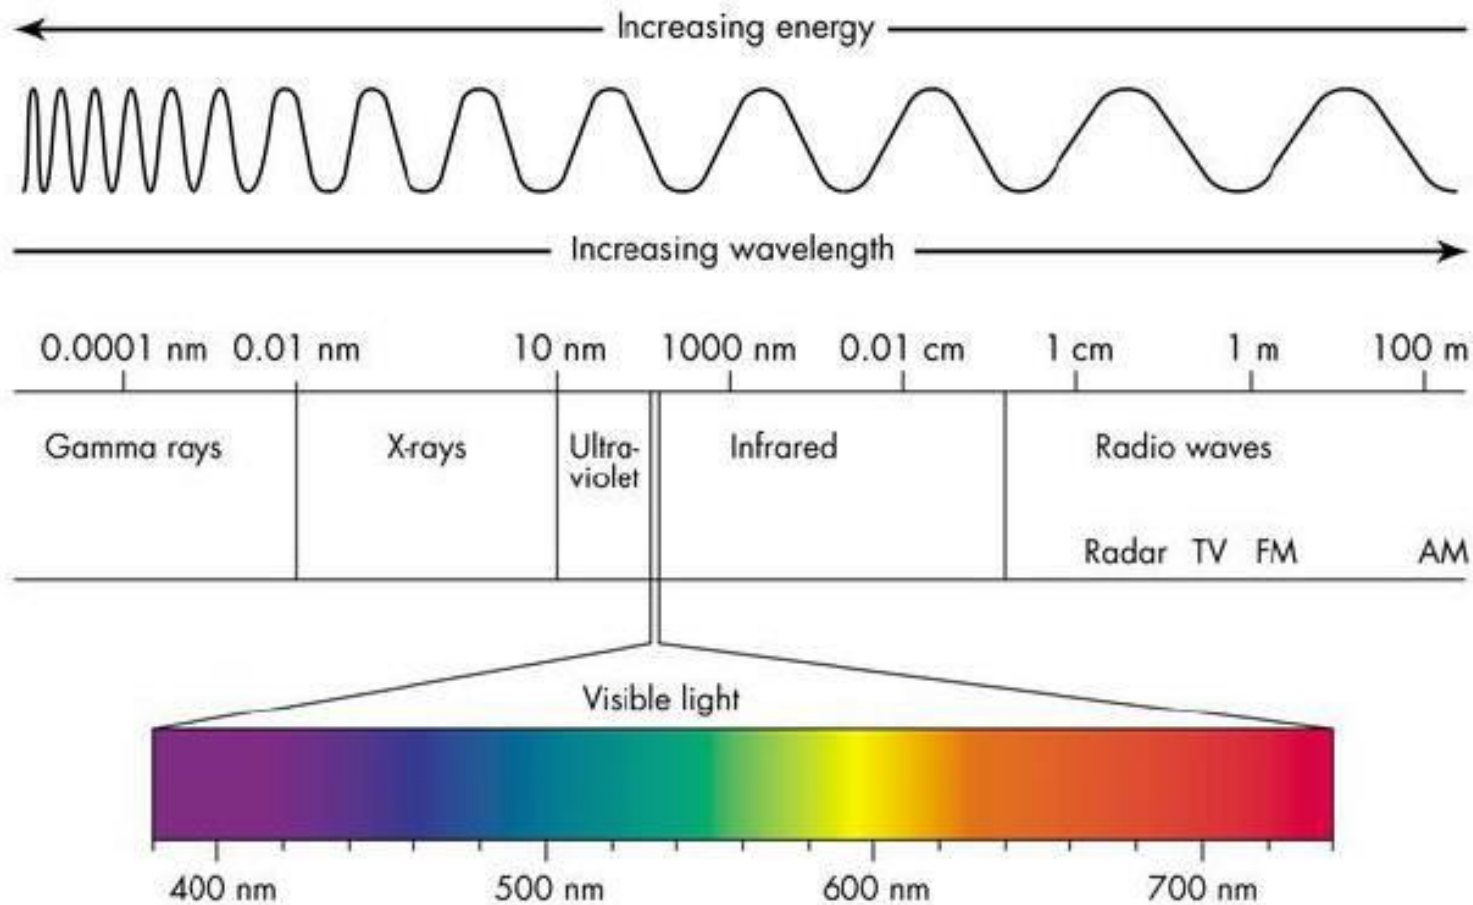 Increasing energy
Increasing wavelength
0.0001 nm 0.01 nm 10 nm 1000 nm 0.01 cm 1 cm 1 m 100 m
Gamma rays X-rays Ultra- Infrared Radio waves
violet
Radar TV FM AM
Visible light
400 nm 500 nm 600 nm 700 nm